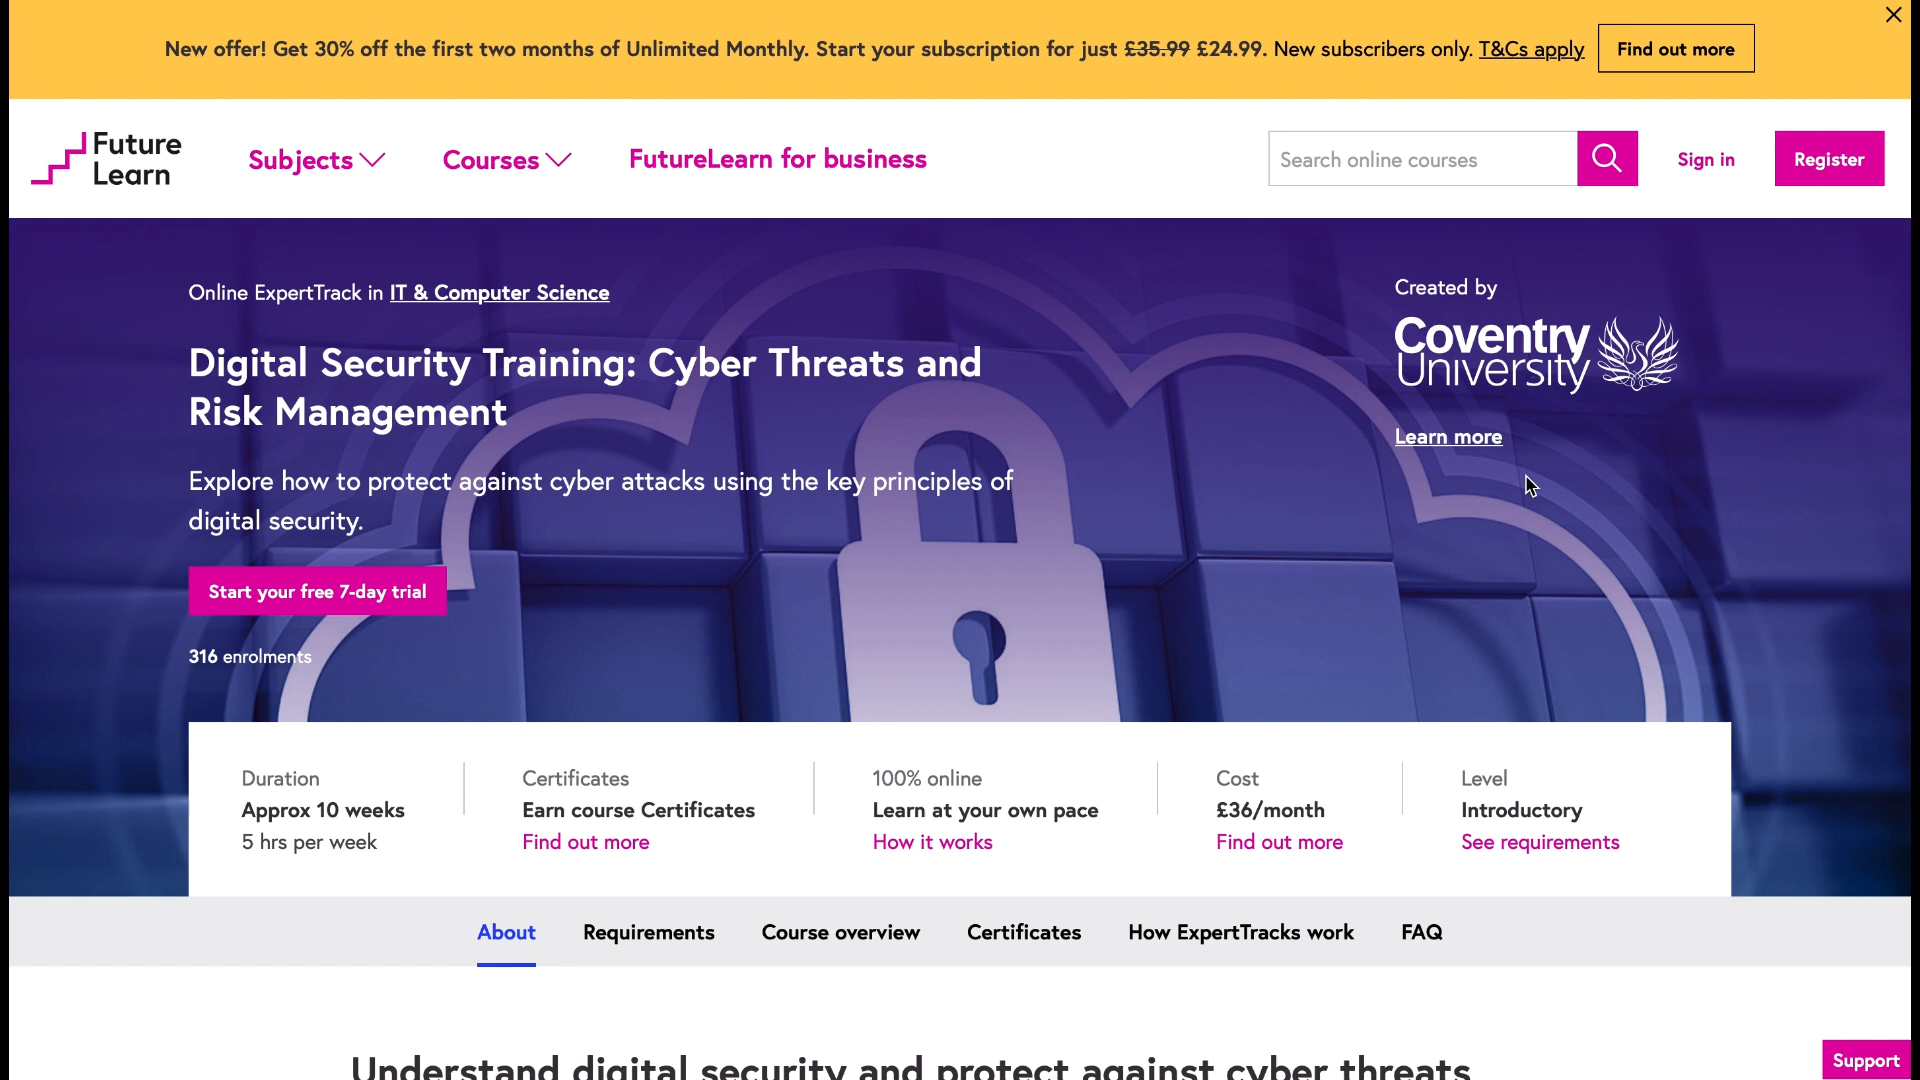 New offer! Get 30% off the first two months of Unlimited Monthly. Start your subscription for just £35.99 £24.99. New subscribers only. T&Cs apply Find out more
Future
Learn
Subjects Courses FutureLearn for business Search online courses Sign in Register
Online ExpertTrack in IT & Computer Science
Digital Security Training: Cyber Threats and
Risk Management
Explore how to protect against cyber attacks using the key principles of
digital security.
Start your free 7-day trial
316 enrolments
Created by
Coventry
University
Learn more
Duration
Approx 10 weeks
5 hrs per week
Certificates
Earn course Certificates
Find out more
100% online
Learn at your own pace
How it works
Cost
£36/month
Find out more
Level
Introductory
See requirements
About Requirements Course overview Certificates How ExpertTracks work FAQ
Understand digital security and protect against cyber threats
Support